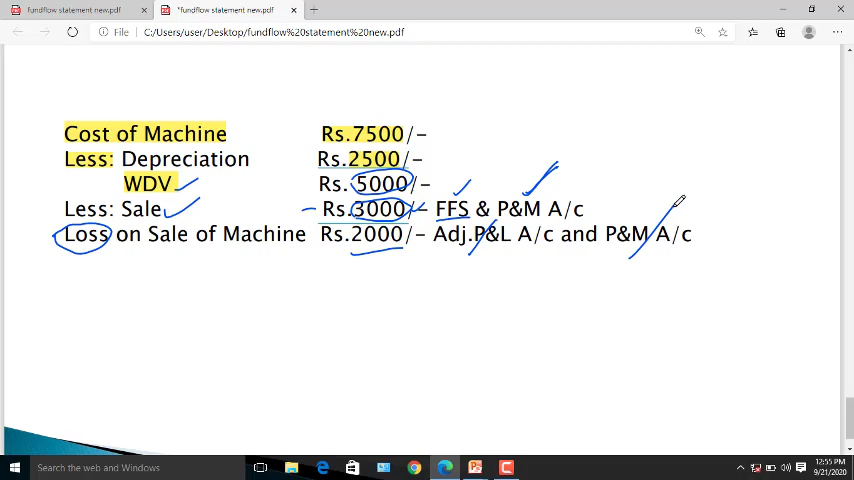 fundflow statement new.pdf
*fundflow statement new.pdf
File
C:/Users/user/Desktop/fundflow%20statement%20new.pdf
Cost of Machine Rs.7500/-
Less: Depreciation Rs.2500/-
WDV Rs. 5000/-
Less: Sale Rs.3000/- FFS & P&M A/c
Loss on Sale of Machine Rs.2000/- Adj.P&L A/c and P&M A/c
Search the web and Windows
12:55 PM
9/21/2020